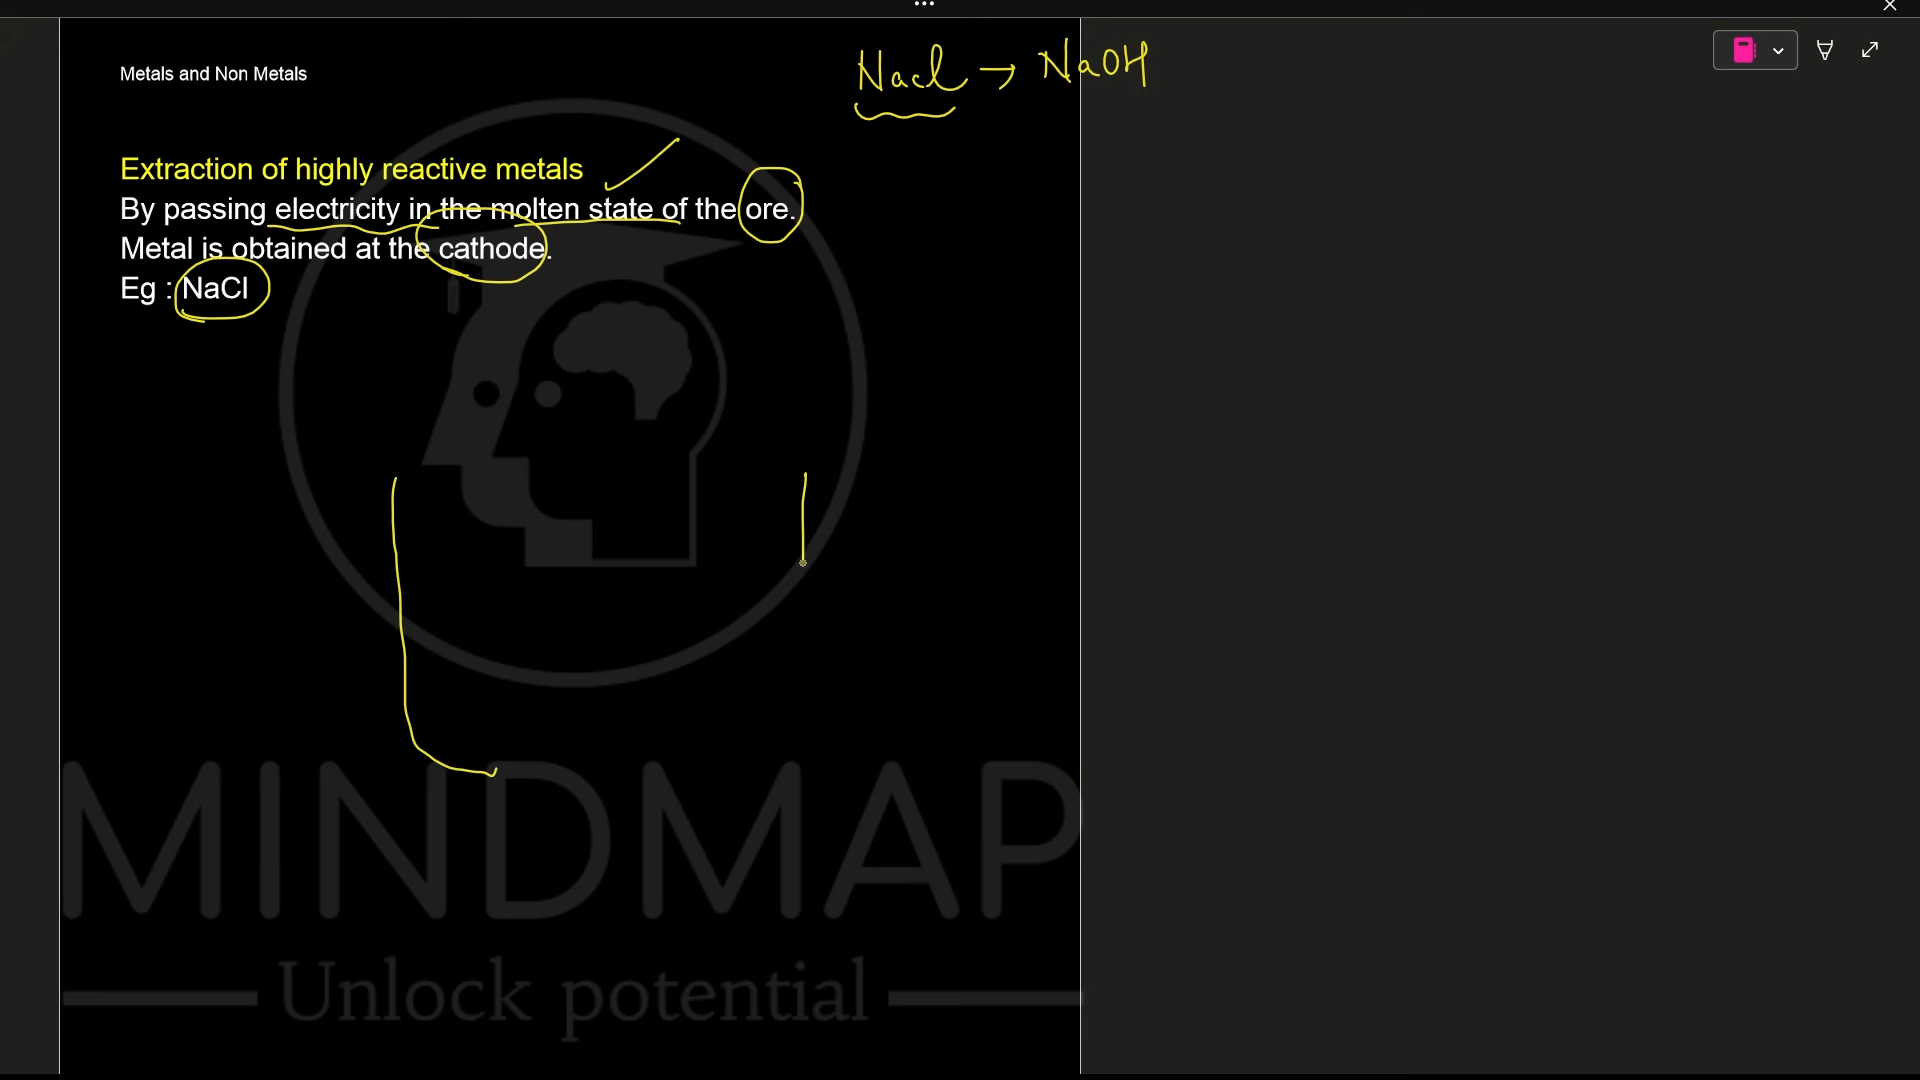 Nacl → NaOH
Metals and Non Metals
Extraction of highly reactive metals
By passing electricity in the molten state of the ore.
Metal is obtained at the cathode.
Eg : NaCl
MINDMAP
Unlock potential